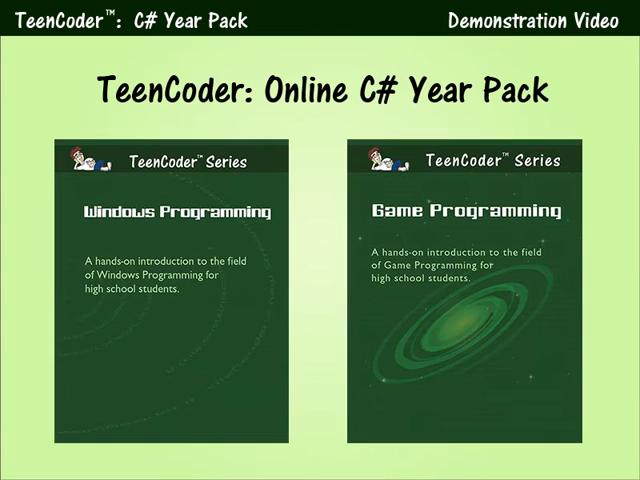 TeenCoder™: C# Year Pack
Demonstration Video
TeenCoder: Online C# Year Pack
TeenCoder™ Series
Windows Programming
A hands-on introduction to the field
of Windows Programming for
high school students.
TeenCoder™ Series
Game Programming
A hands-on introduction to the field
of Game Programming for
high school students.